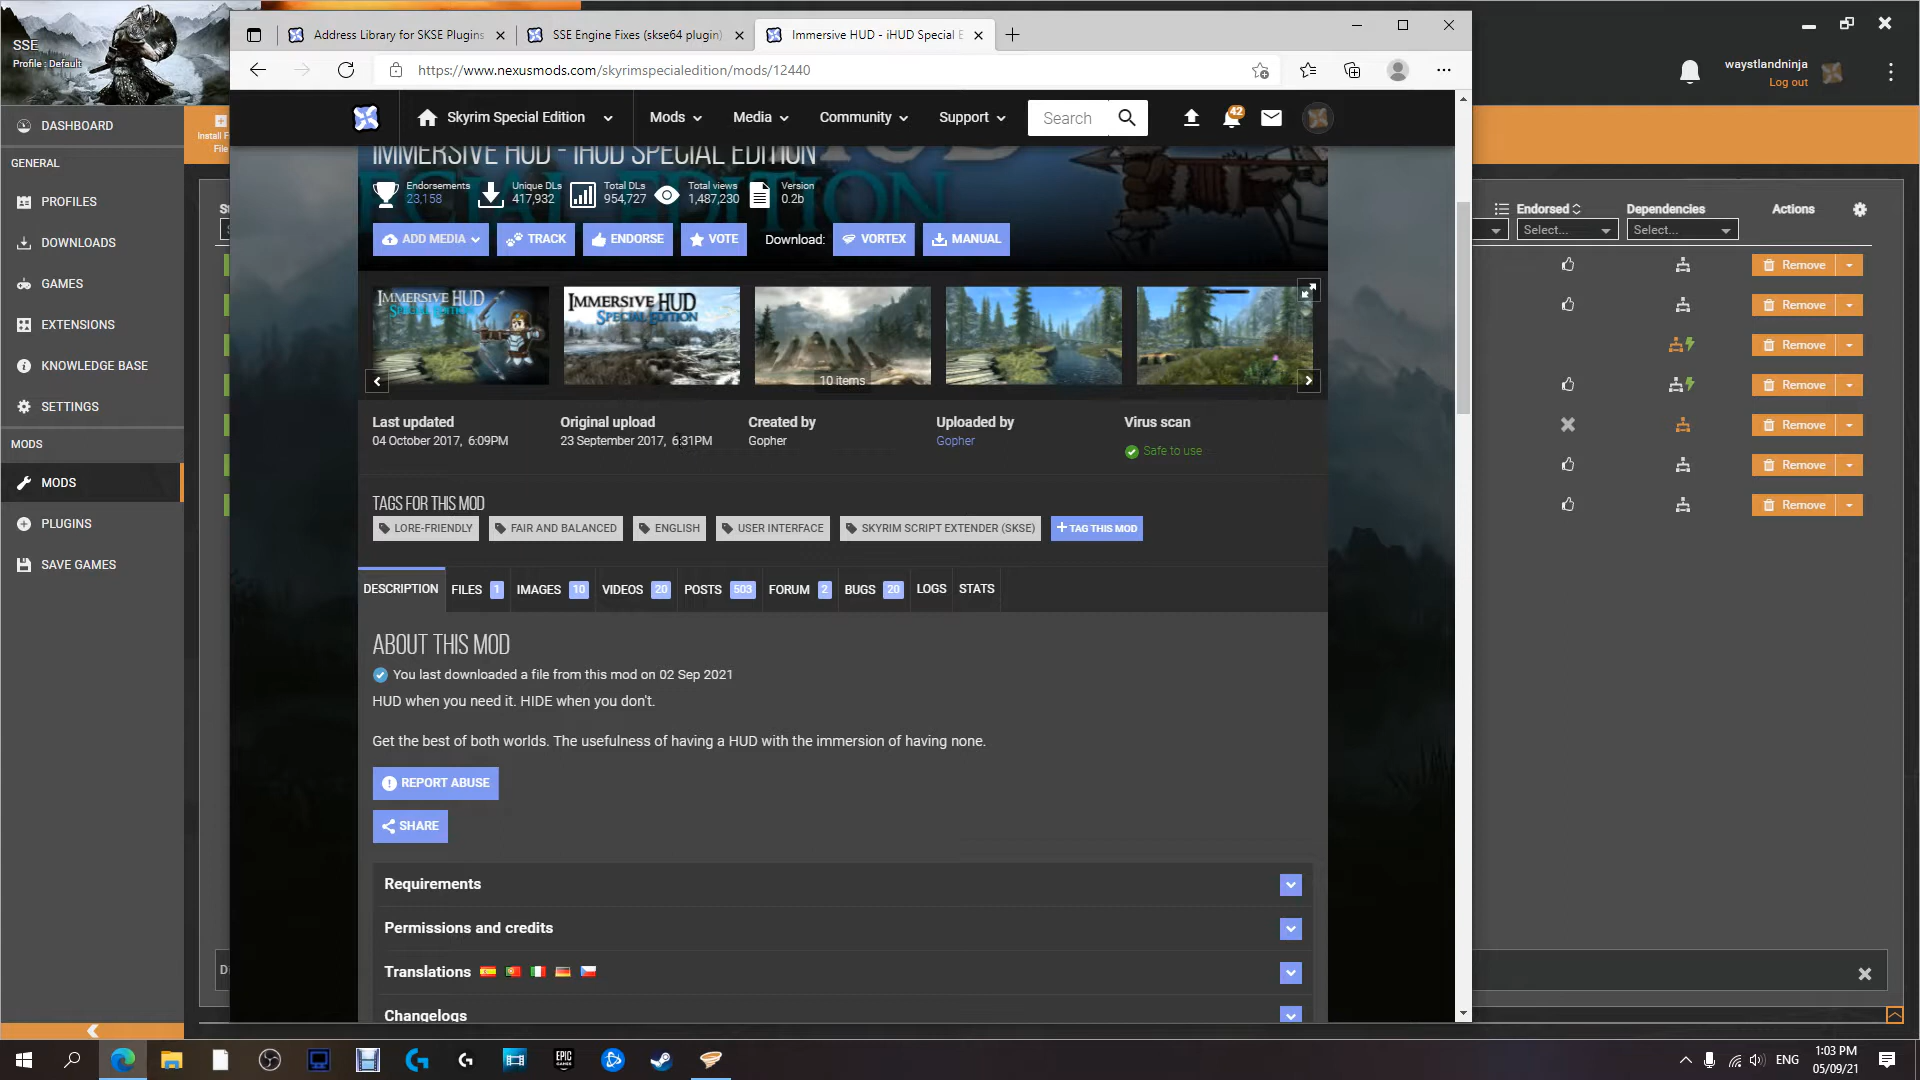 SSE
Profile : Default
Address Library for SKSE Plugins
SSE Engine Fixes (skse64 plugin)
Immersive HUD - iHUD Special E
https://www.nexusmods.com/skyrimspecialedition/mods/12440
waystlandninja
Log out
DASHBOARD
GENERAL
PROFILES
DOWNLOADS
GAMES
EXTENSIONS
KNOWLEDGE BASE
SETTINGS
MODS
MODS
PLUGINS
SAVE GAMES
Install F
File
Skyrim Special Edition
Mods
Media
Community
Support
Search
42
IMMERSIVE HUD - IHUD SPECIAL EDITION
Endorsements
23,158
Unique DLs
417,932
Total DLs
954,727
Total views
1,487,230
Version
0.2b
ADD MEDIA
TRACK
ENDORSE
VOTE
Download:
VORTEX
MANUAL
IMMERSIVE HUD
SPECIAL EDITION
IMMERSIVE HUD
SPECIAL EDITION
10 items
Last updated
04 October 2017, 6:09PM
Original upload
23 September 2017, 6:31PM
Created by
Gopher
Uploaded by
Gopher
Virus scan
Safe to use
TAGS FOR THIS MOD
LORE-FRIENDLY
FAIR AND BALANCED
ENGLISH
USER INTERFACE
SKYRIM SCRIPT EXTENDER (SKSE)
TAG THIS MOD
DESCRIPTION
FILES 1
IMAGES 10
VIDEOS 20
POSTS 503
FORUM 2
BUGS 20
LOGS
STATS
ABOUT THIS MOD
You last downloaded a file from this mod on 02 Sep 2021
HUD when you need it. HIDE when you don't.
Get the best of both worlds. The usefulness of having a HUD with the immersion of having none.
REPORT ABUSE
SHARE
Requirements
Permissions and credits
Translations
Changelogs
Endorsed
Dependencies
Actions
Select...
Select...
Remove
Remove
Remove
Remove
Remove
Remove
Remove
ENG
1:03 PM
05/09/21